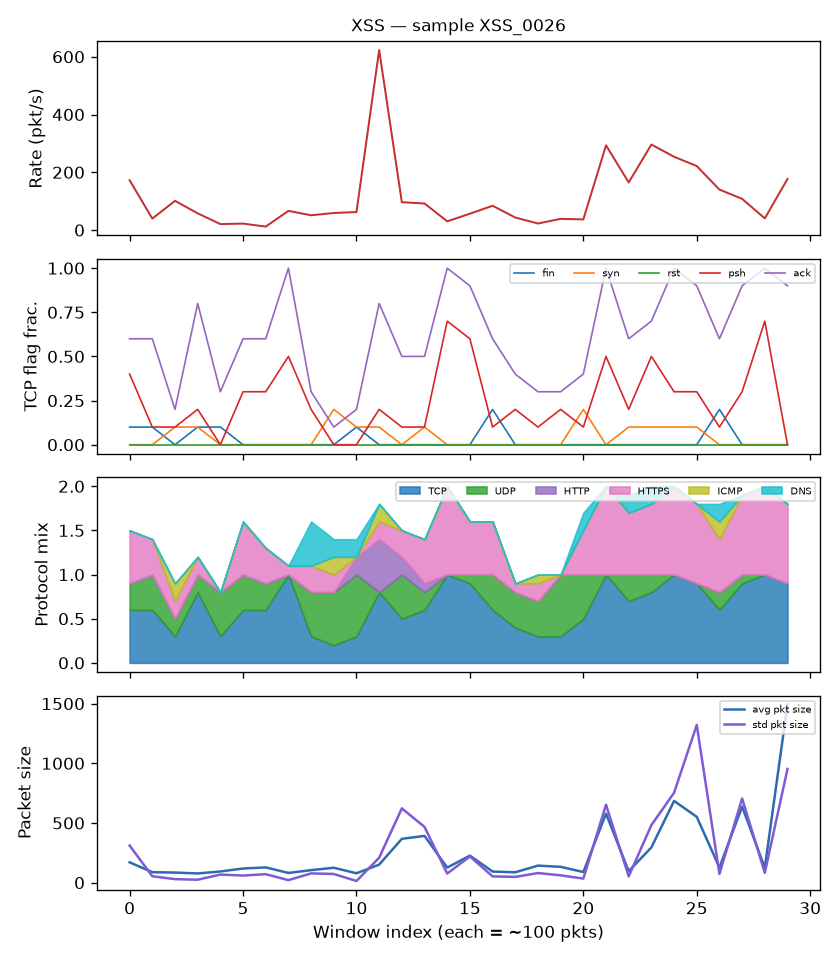 XSS — sample XSS_0026
600
400
200
0
Rate (pkt/s)
1.00
0.75
0.50
0.25
0.00
TCP flag frac.
fin syn rst psh ack
2.0
1.5
1.0
0.5
0.0
Protocol mix
TCP UDP HTTP HTTPS ICMP DNS
1500
1000
500
0
Packet size
avg pkt size
std pkt size
0 5 10 15 20 25 30
Window index (each = ~100 pkts)